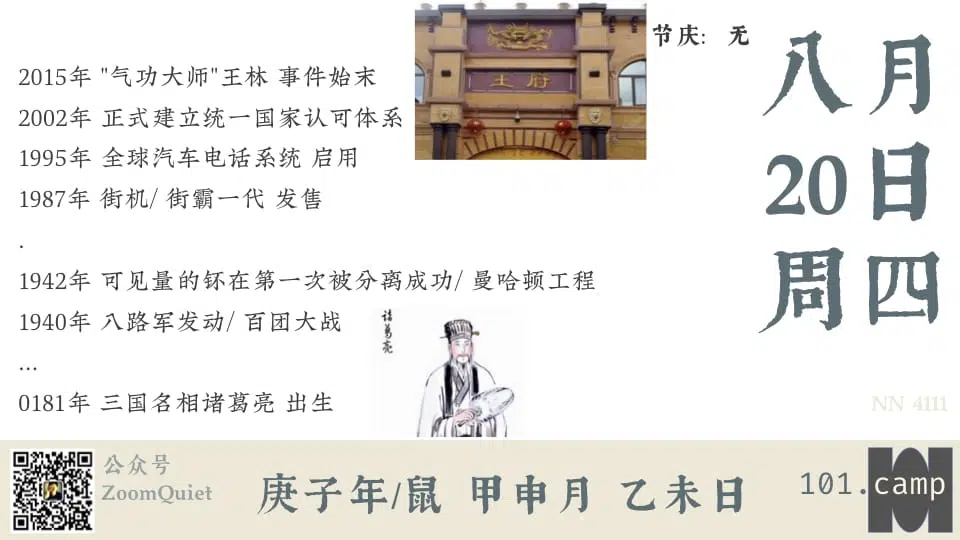 2015年 "气功大师"王林 事件始末
2002年 正式建立统一国家认可体系
1995年 全球汽车电话系统 启用
1987年 街机/ 街霸一代 发售
.
1942年 可见量的钚在第一次被分离成功/ 曼哈顿工程
1940年 八路军发动/ 百团大战
...
0181年 三国名相诸葛亮 出生
王府
诸葛亮
节庆: 无
八月
20日
周四
NN 4111
公众号
ZoomQuiet
庚子年/鼠 甲申月 乙未日
101.camp